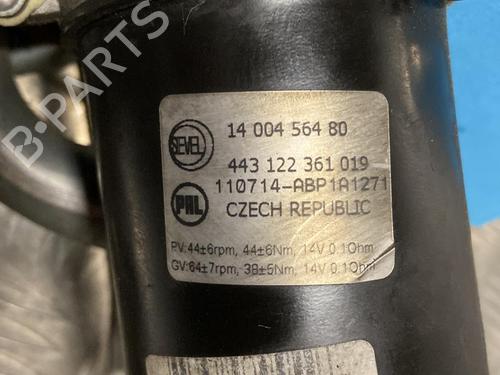 14 004 564 80
SEVEL
443 122 361 019
110714-ABP1A1271
PAL
CZECH REPUBLIC
PV:44±6rpm, 44±6Nm, 14V 0.1Ohm
GV:64±7rpm, 38±5Nm, 14V 0.1Ohm
B-PARTS